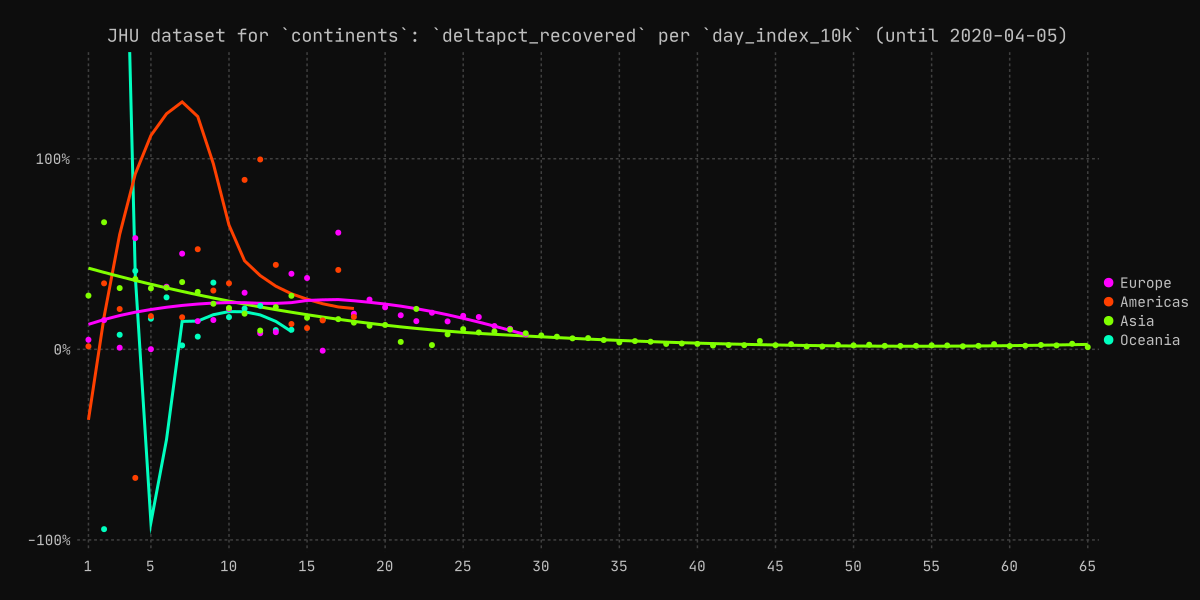 JHU dataset for `continents`: `deltapct_recovered` per `day_index_10k` (until 2020-04-05)
100%
0%
-100%
1 5 10 15 20 25 30 35 40 45 50 55 60 65
Europe
Americas
Asia
Oceania